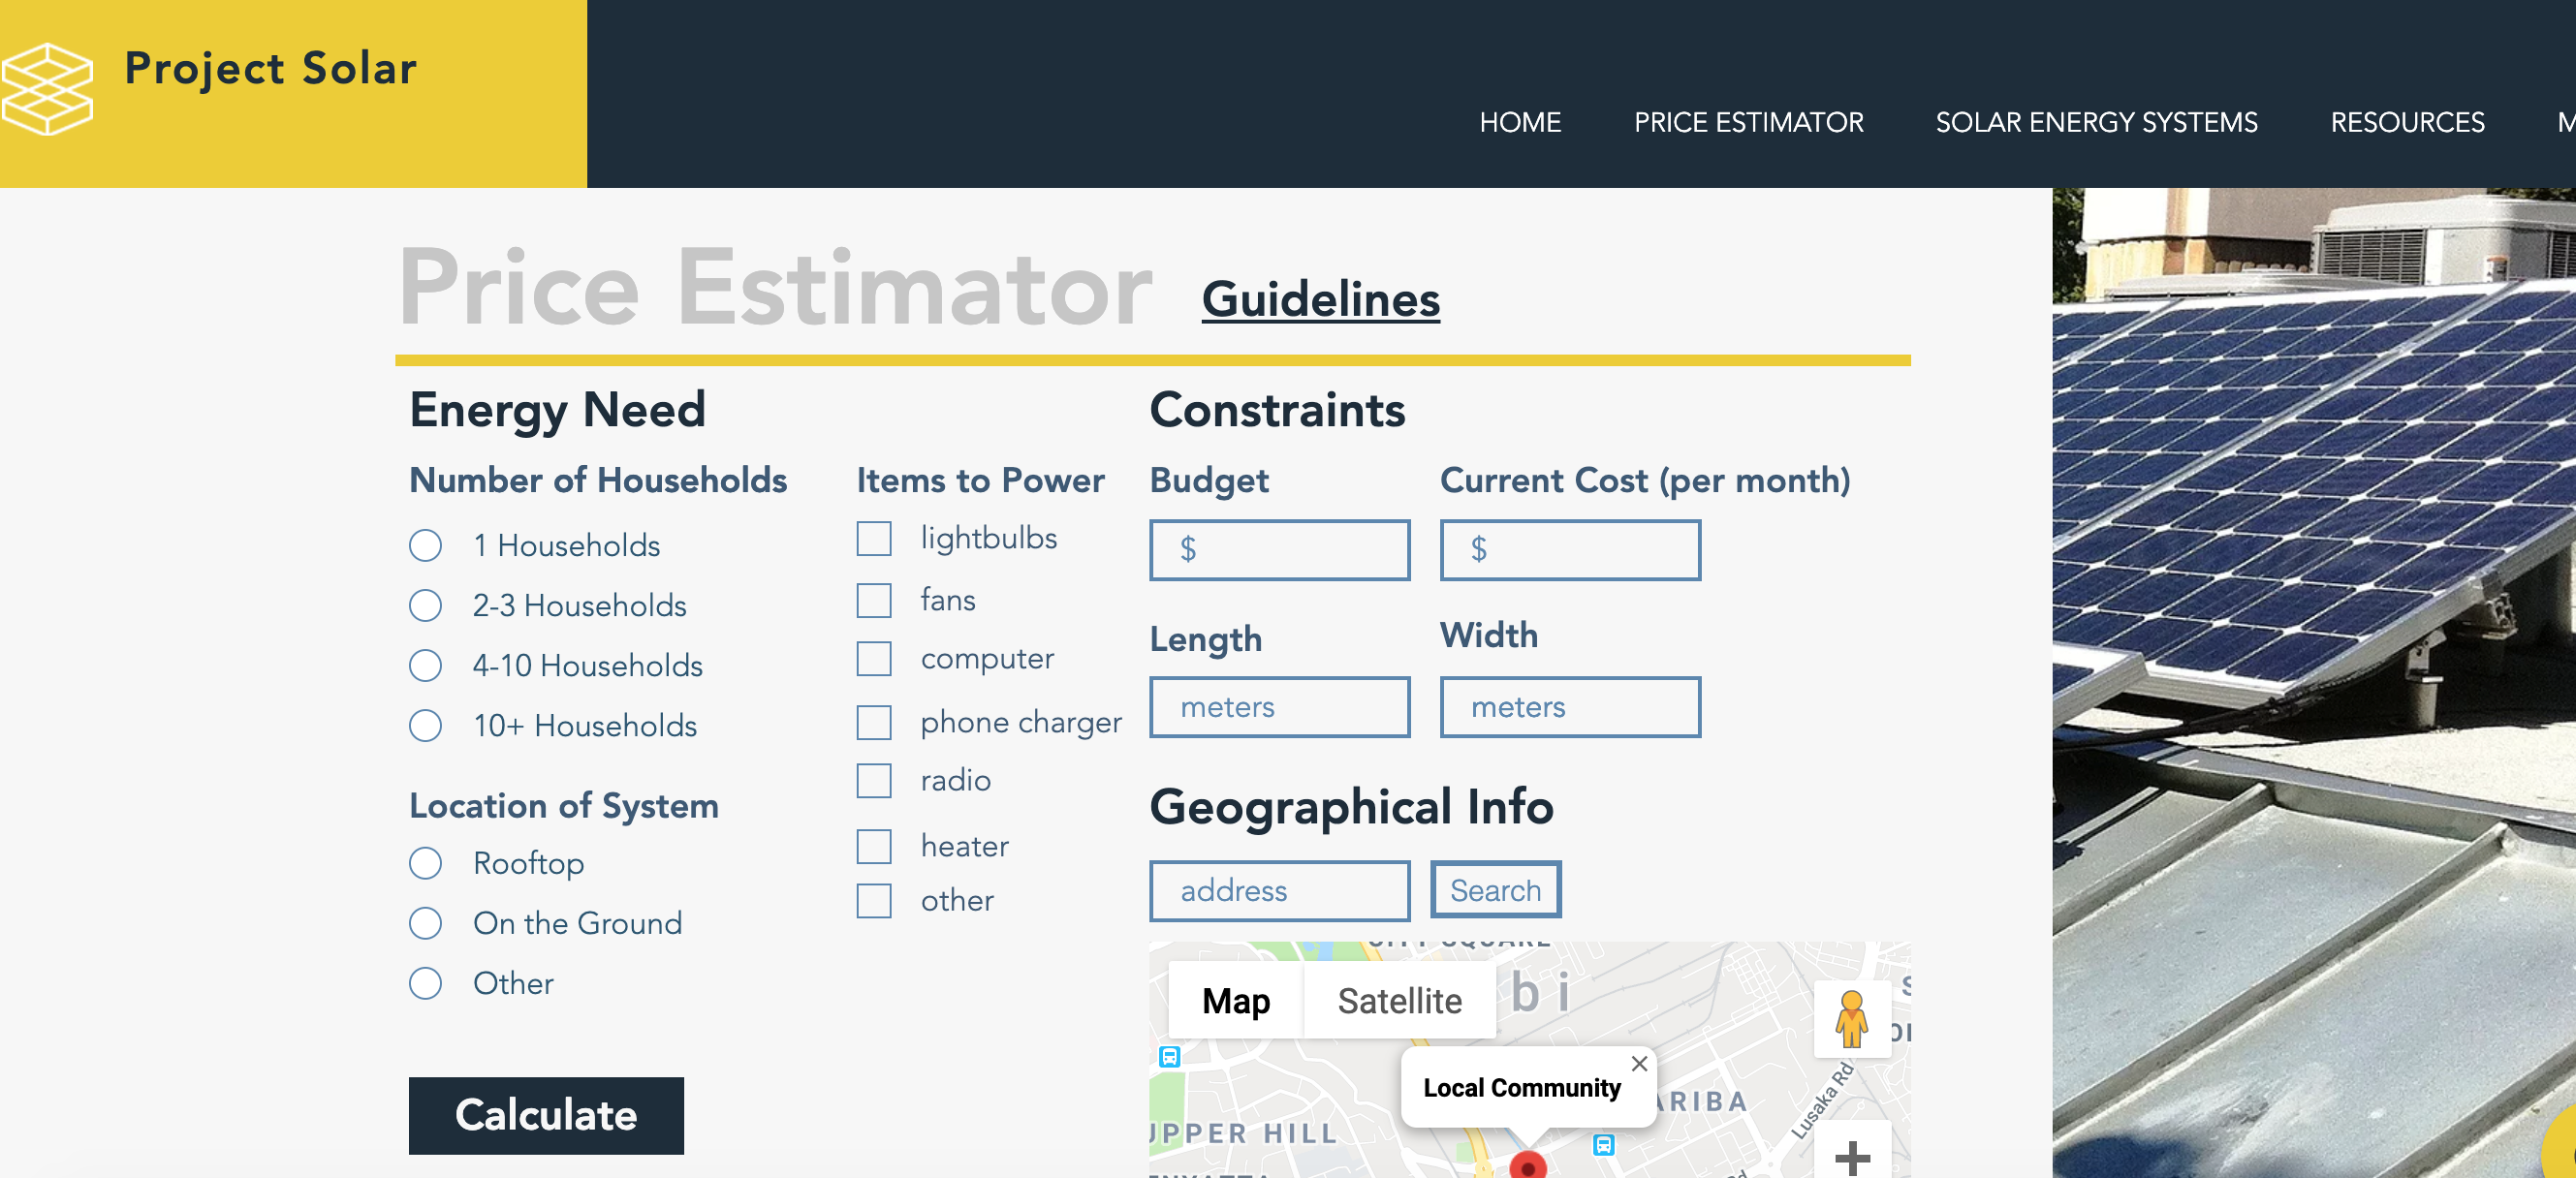 Project Solar
HOME PRICE ESTIMATOR SOLAR ENERGY SYSTEMS RESOURCES
Price Estimator Guidelines
Energy Need
Number of Households
1 Households
2-3 Households
4-10 Households
10+ Households
Location of System
Rooftop
On the Ground
Other
Calculate
Items to Power
lightbulbs
fans
computer
phone charger
radio
heater
other
Constraints
Budget
$
Current Cost (per month)
$
Length
meters
Width
meters
Geographical Info
address
Search
Map
Satellite
bi
Local Community
ARIBA
Lusaka Rd
UPPER HILL